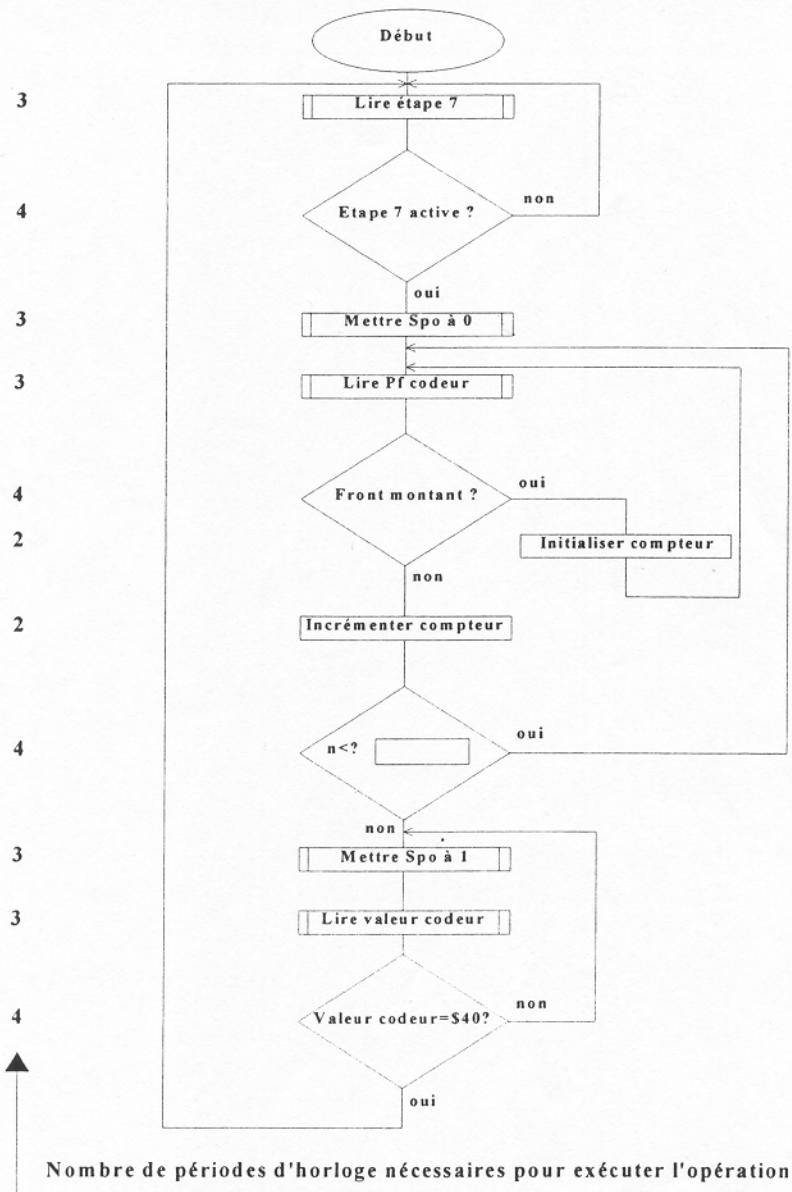 Début
3
Lire étape 7
4
Etape 7 active ?
non
oui
3
Mettre Spo à 0
3
Lire Pf codeur
4
Front montant ?
oui
2
Initialiser compteur
non
2
Incrémenter compteur
4
n<?
oui
non
3
Mettre Spo à 1
3
Lire valeur codeur
4
Valeur codeur=$40?
non
oui
Nombre de périodes d'horloge nécessaires pour exécuter l'opération